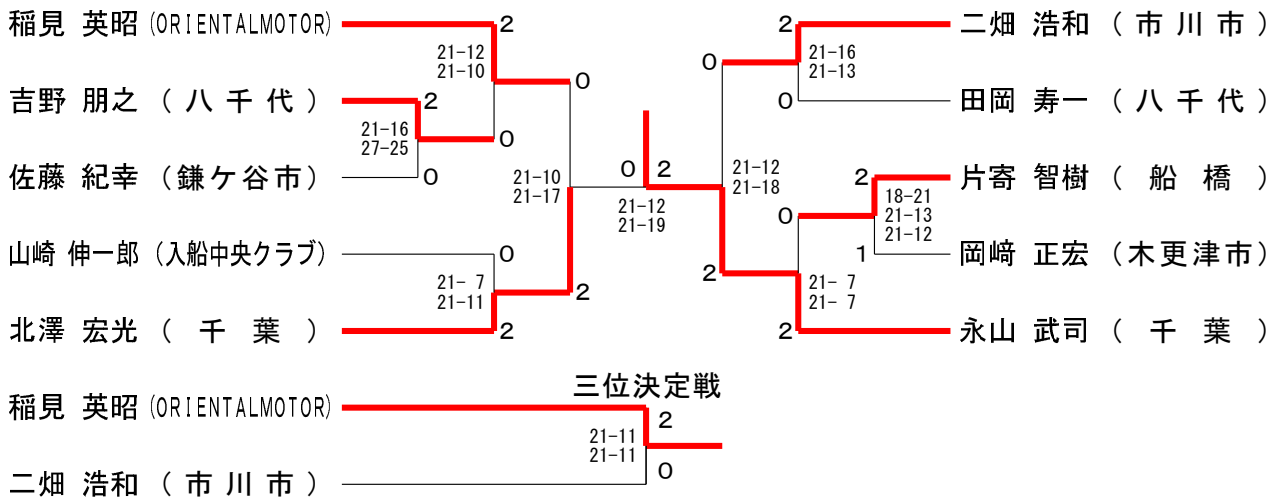 稲見 英昭 (ORIENTALMOTOR) 2
21-12
21-10
0
吉野 朋之 (八千代) 2
21-16
27-25
0
佐藤 紀幸 (鎌ケ谷市) 0
21-10
21-17
山崎 伸一郎 (入船中央クラブ) 0
21- 7
21-11
2
北澤 宏光 (千葉) 2
0 2
21-12
21-19
2 二畑 浩和 (市川市)
21-16
21-13
0
0 田岡 寿一 (八千代)
21-12
21-18
2 片寄 智樹 (船橋)
18-21
21-13
21-12
0
1 岡﨑 正宏 (木更津市)
2
21- 7
21- 7
2 永山 武司 (千葉)
三位決定戦
稲見 英昭 (ORIENTALMOTOR) 2
21-11
21-11
二畑 浩和 (市川市) 0